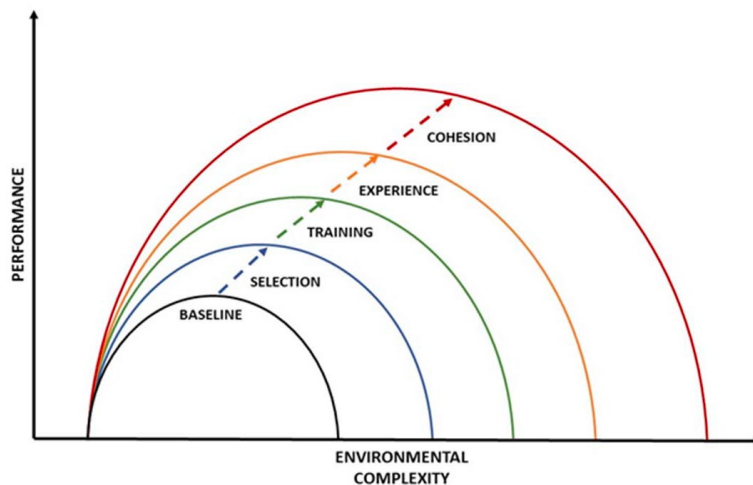 PERFORMANCE
COHESION
EXPERIENCE
TRAINING
SELECTION
BASELINE
ENVIRONMENTAL
COMPLEXITY